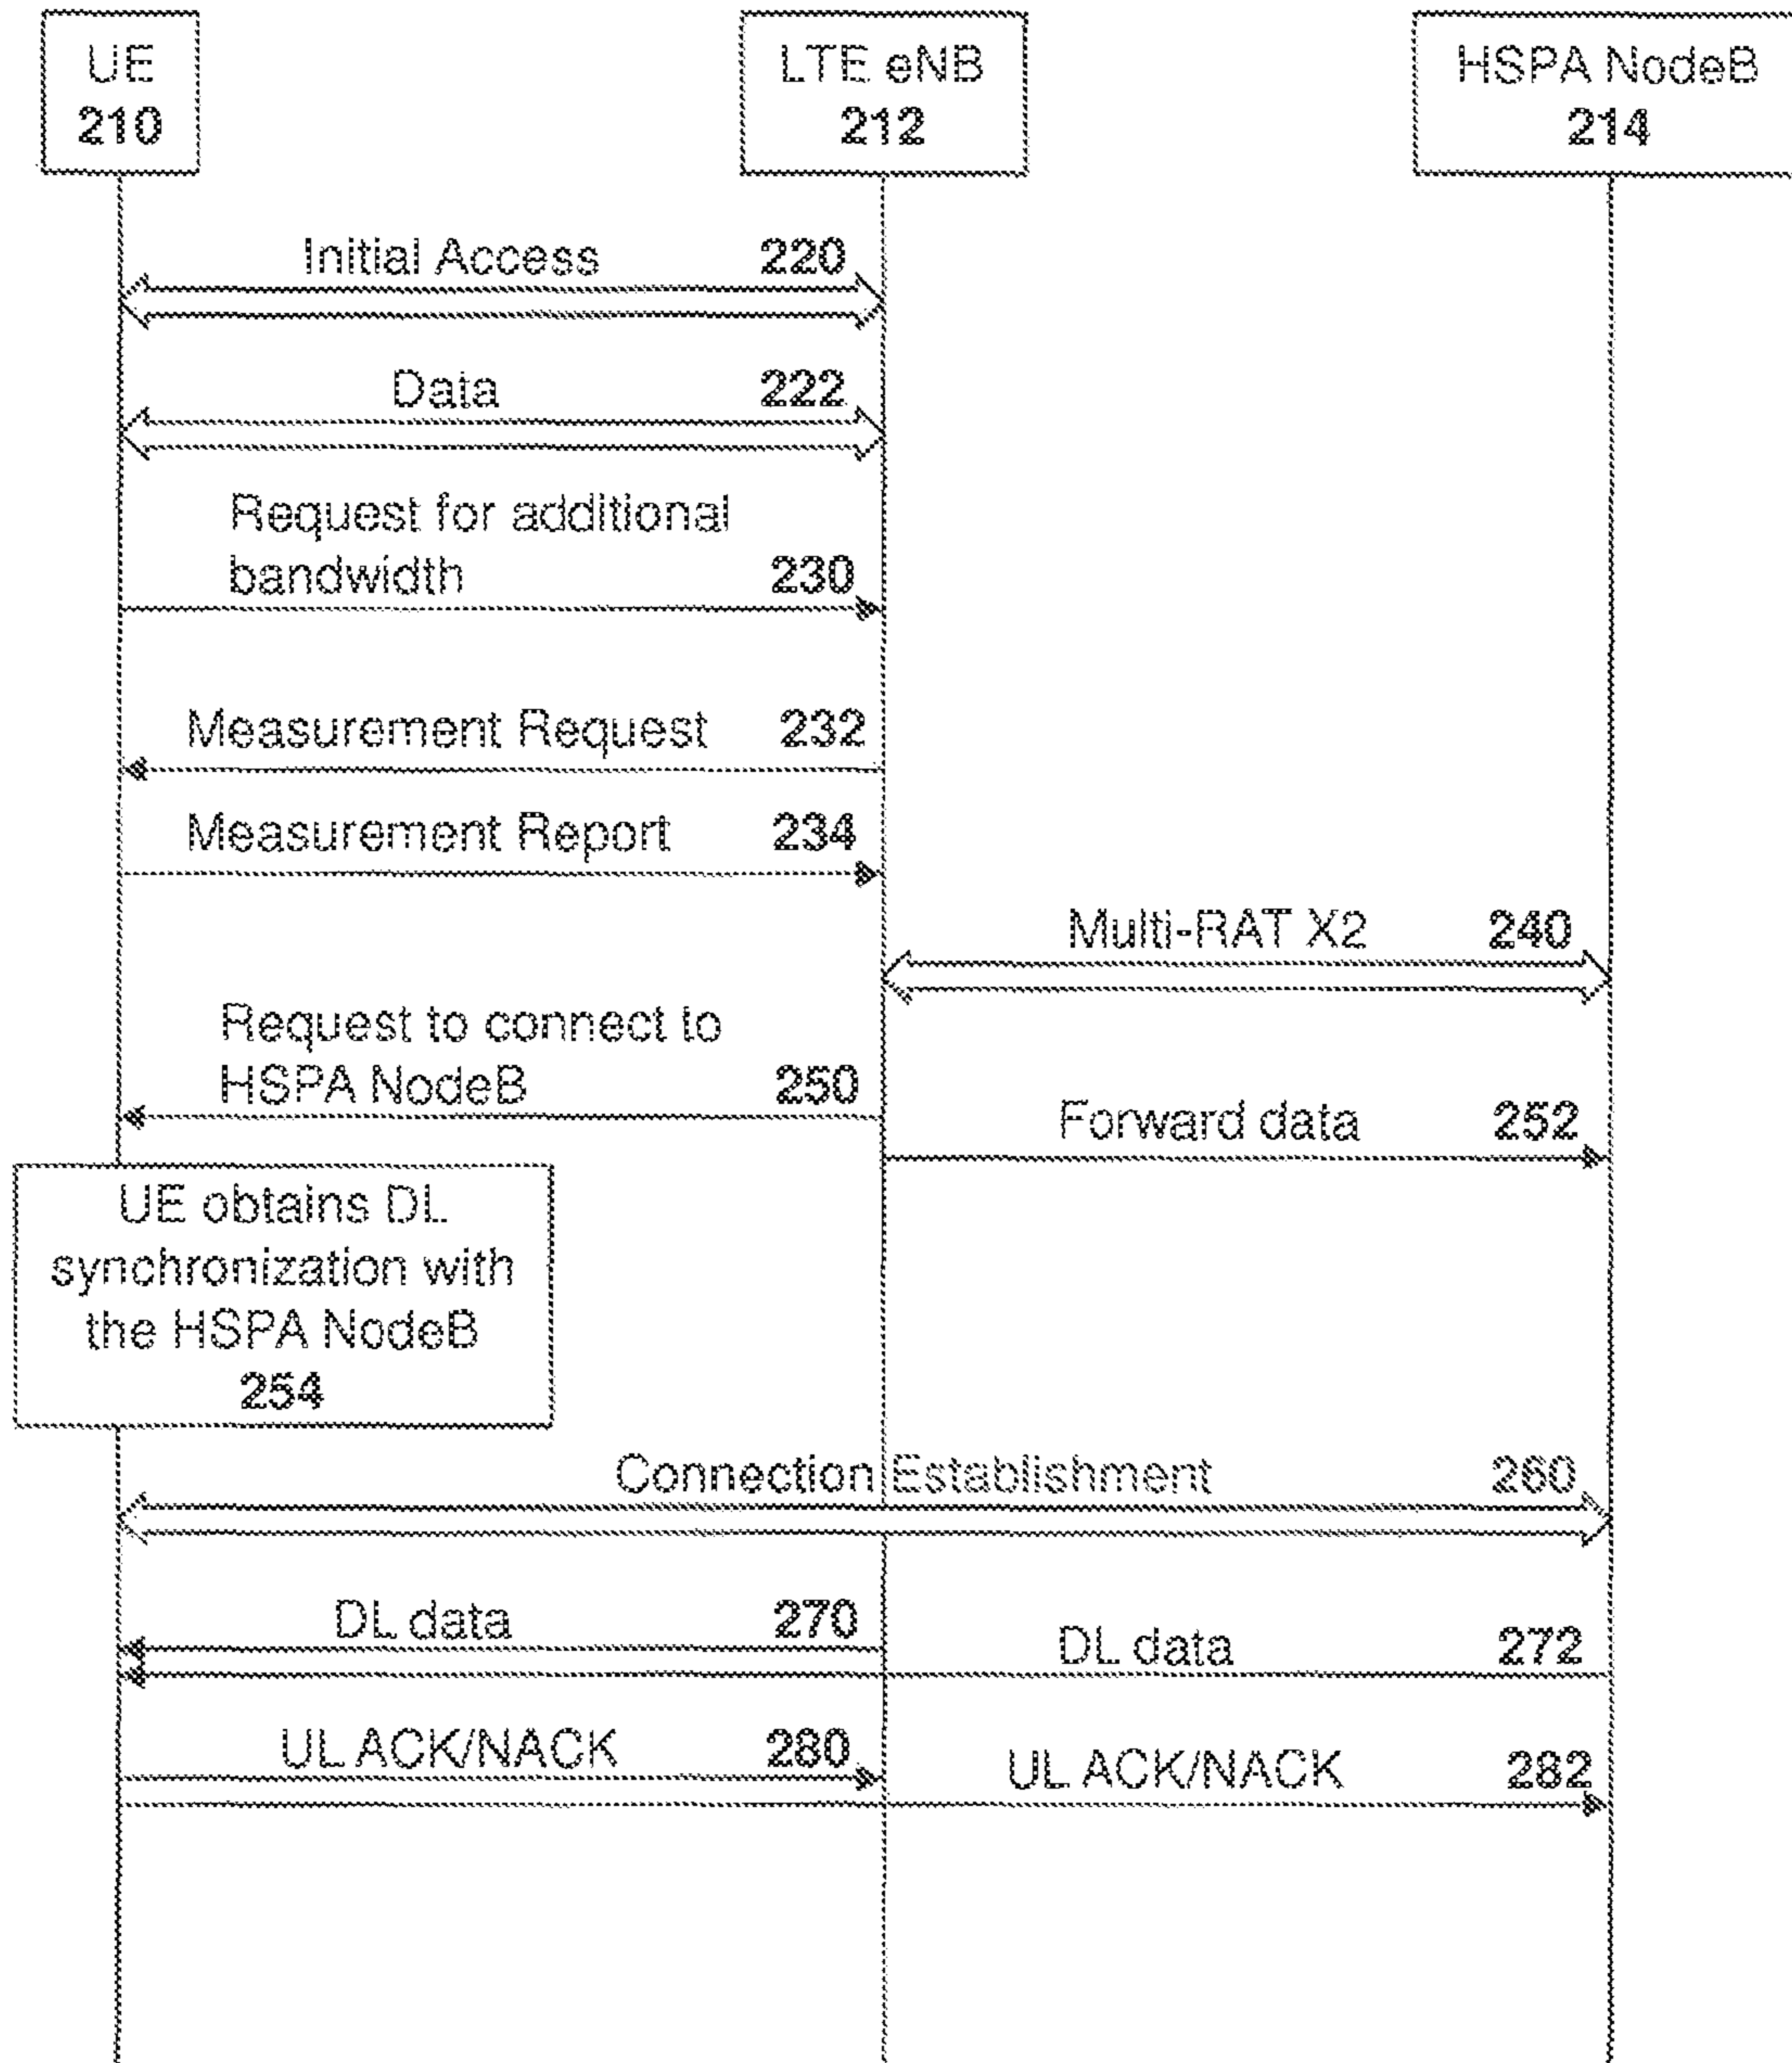 UE
210
LTE eNB
212
HSPA NodeB
214
Initial Access 220
Data 222
Request for additional
bandwidth 230
Measurement Request 232
Measurement Report 234
Multi-RAT X2 240
Request to connect to
HSPA NodeB 250
Forward data 252
UE obtains DL
synchronization with
the HSPA NodeB
254
Connection Establishment 260
DL data 270
DL data 272
UL ACK/NACK 280
UL ACK/NACK 282